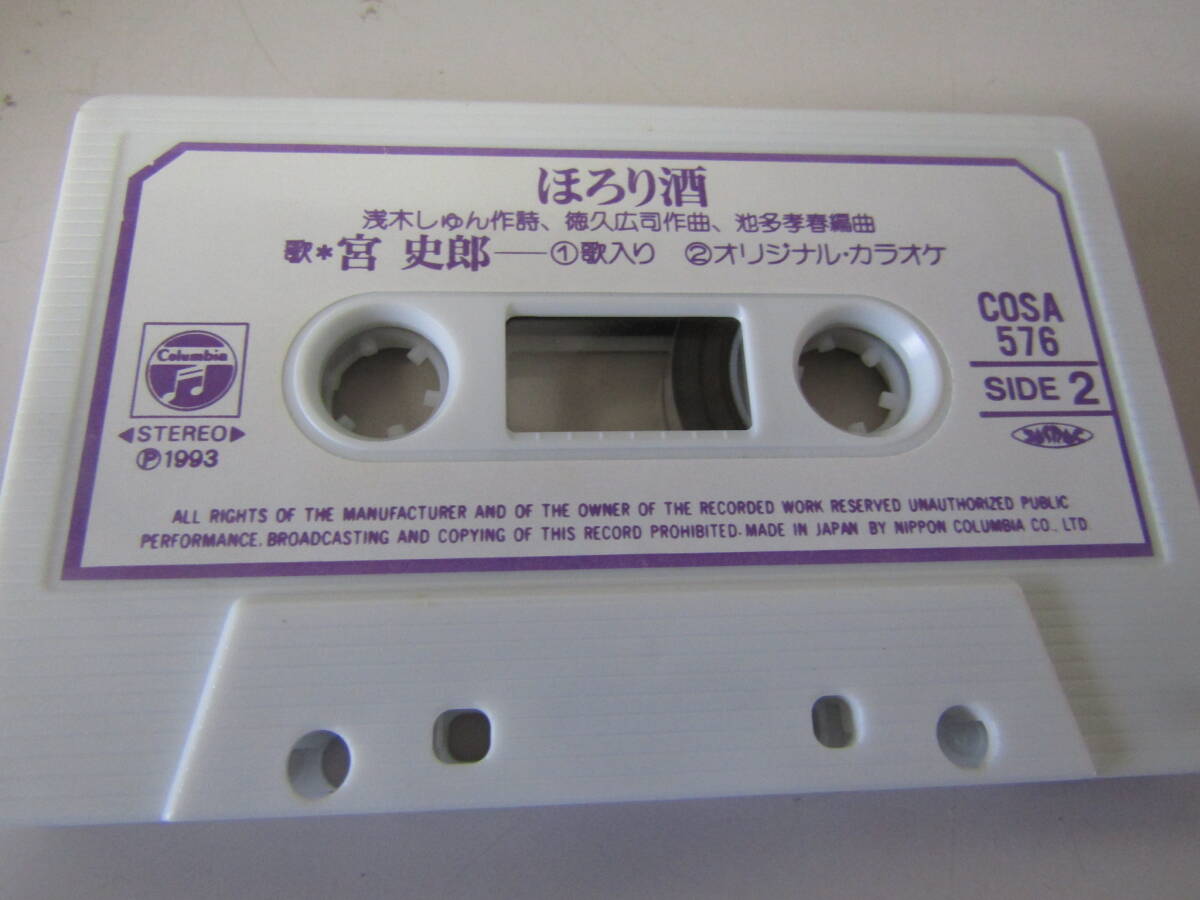 ほろり酒
浅木しゅん作詩、徳久広司作曲、池多孝春編曲
歌*宮 史郎——①歌入り ②オリジナル・カラオケ
COSA
576
SIDE 2
Columbia
◀STEREO▶
Ⓟ1993
ALL RIGHTS OF THE MANUFACTURER AND OF THE OWNER OF THE RECORDED WORK RESERVED UNAUTHORIZED PUBLIC
PERFORMANCE. BROADCASTING AND COPYING OF THIS RECORD PROHIBITED. MADE IN JAPAN BY NIPPON COLUMBIA CO., LTD.